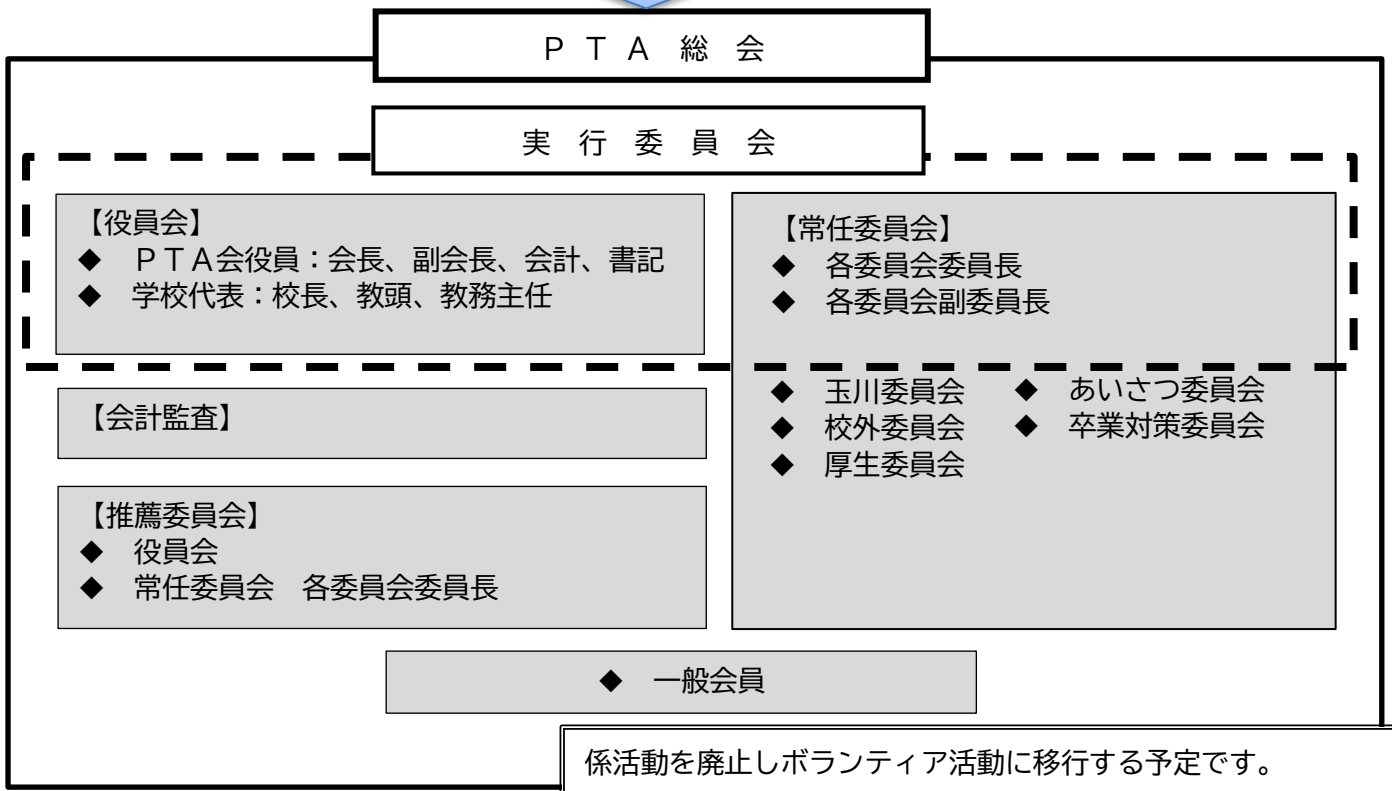 ＰＴＡ総会
実行委員会
【役員会】
◆　ＰＴＡ会役員：会長、副会長、会計、書記
◆　学校代表：校長、教頭、教務主任
【常任委員会】
◆　各委員会委員長
◆　各委員会副委員長
◆　玉川委員会　◆　あいさつ委員会
◆　校外委員会　◆　卒業対策委員会
◆　厚生委員会
【会計監査】
【推薦委員会】
◆　役員会
◆　常任委員会　各委員会委員長
◆　一般会員
係活動を廃止しボランティア活動に移行する予定です。